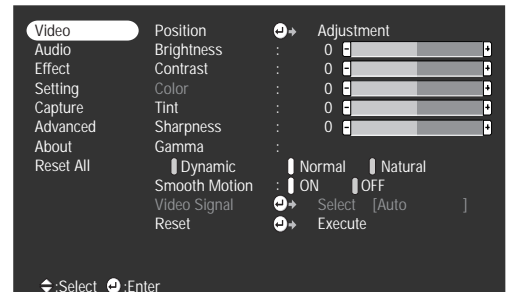 Video Position Adjustment
Audio Brightness : 0 - +
Effect Contrast : 0 - +
Setting Color : 0 - +
Capture Tint : 0 - +
Advanced Sharpness : 0 - +
About Gamma :
Reset All Dynamic Normal Natural
Smooth Motion : ON OFF
Video Signal Select [Auto ]
Reset Execute
:Select :Enter